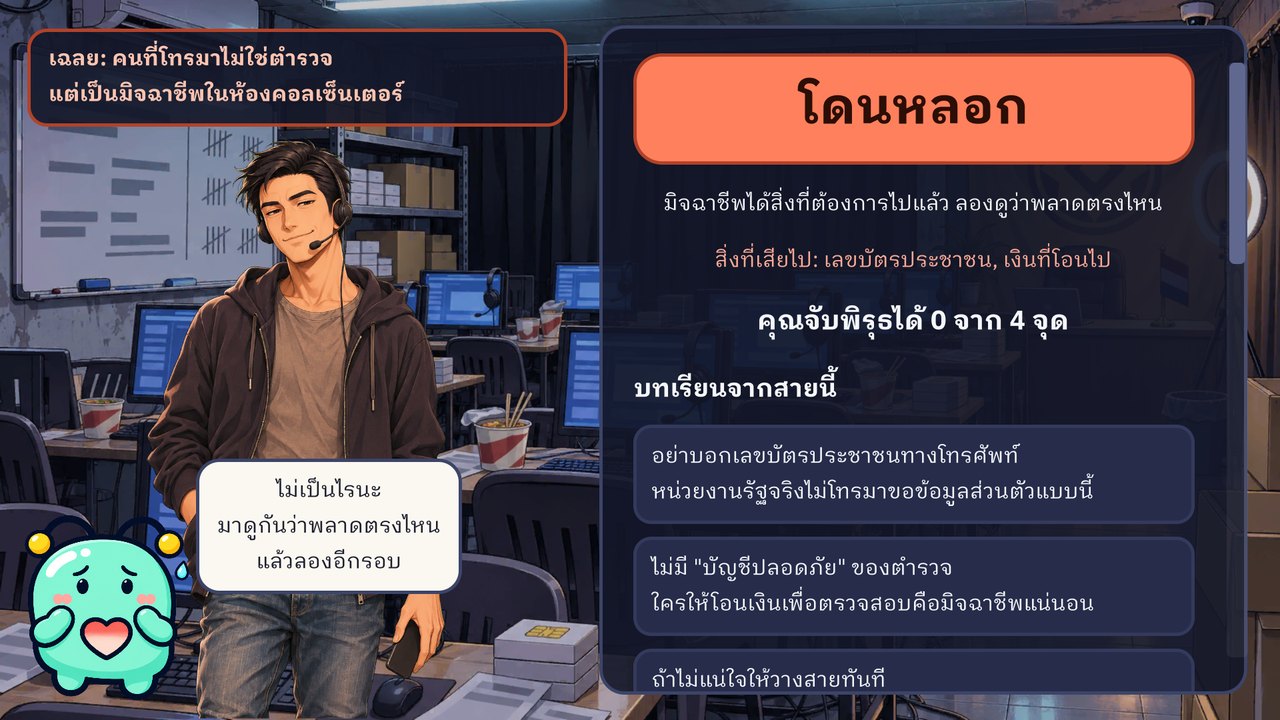 เฉลย: คนที่โทรมาไม่ใช่ตำรวจ
แต่เป็นมิจฉาชีพในห้องคอลเซ็นเตอร์
โดนหลอก
มิจฉาชีพได้สิ่งที่ต้องการไปแล้ว ลองดูว่าพลาดตรงไหน
สิ่งที่เสียไป: เลขบัตรประชาชน, เงินที่โอนไป
คุณจับพิรุธได้ 0 จาก 4 จุด
บทเรียนจากสายนี้
อย่าบอกเลขบัตรประชาชนทางโทรศัพท์
หน่วยงานรัฐจริงไม่โทรมาขอข้อมูลส่วนตัวแบบนี้
ไม่มี "บัญชีปลอดภัย" ของตำรวจ
ใครให้โอนเงินเพื่อตรวจสอบคือมิจฉาชีพแน่นอน
ถ้าไม่แน่ใจให้วางสายทันที
ไม่เป็นไรนะ
มาดูกันว่าพลาดตรงไหน
แล้วลองอีกรอบ